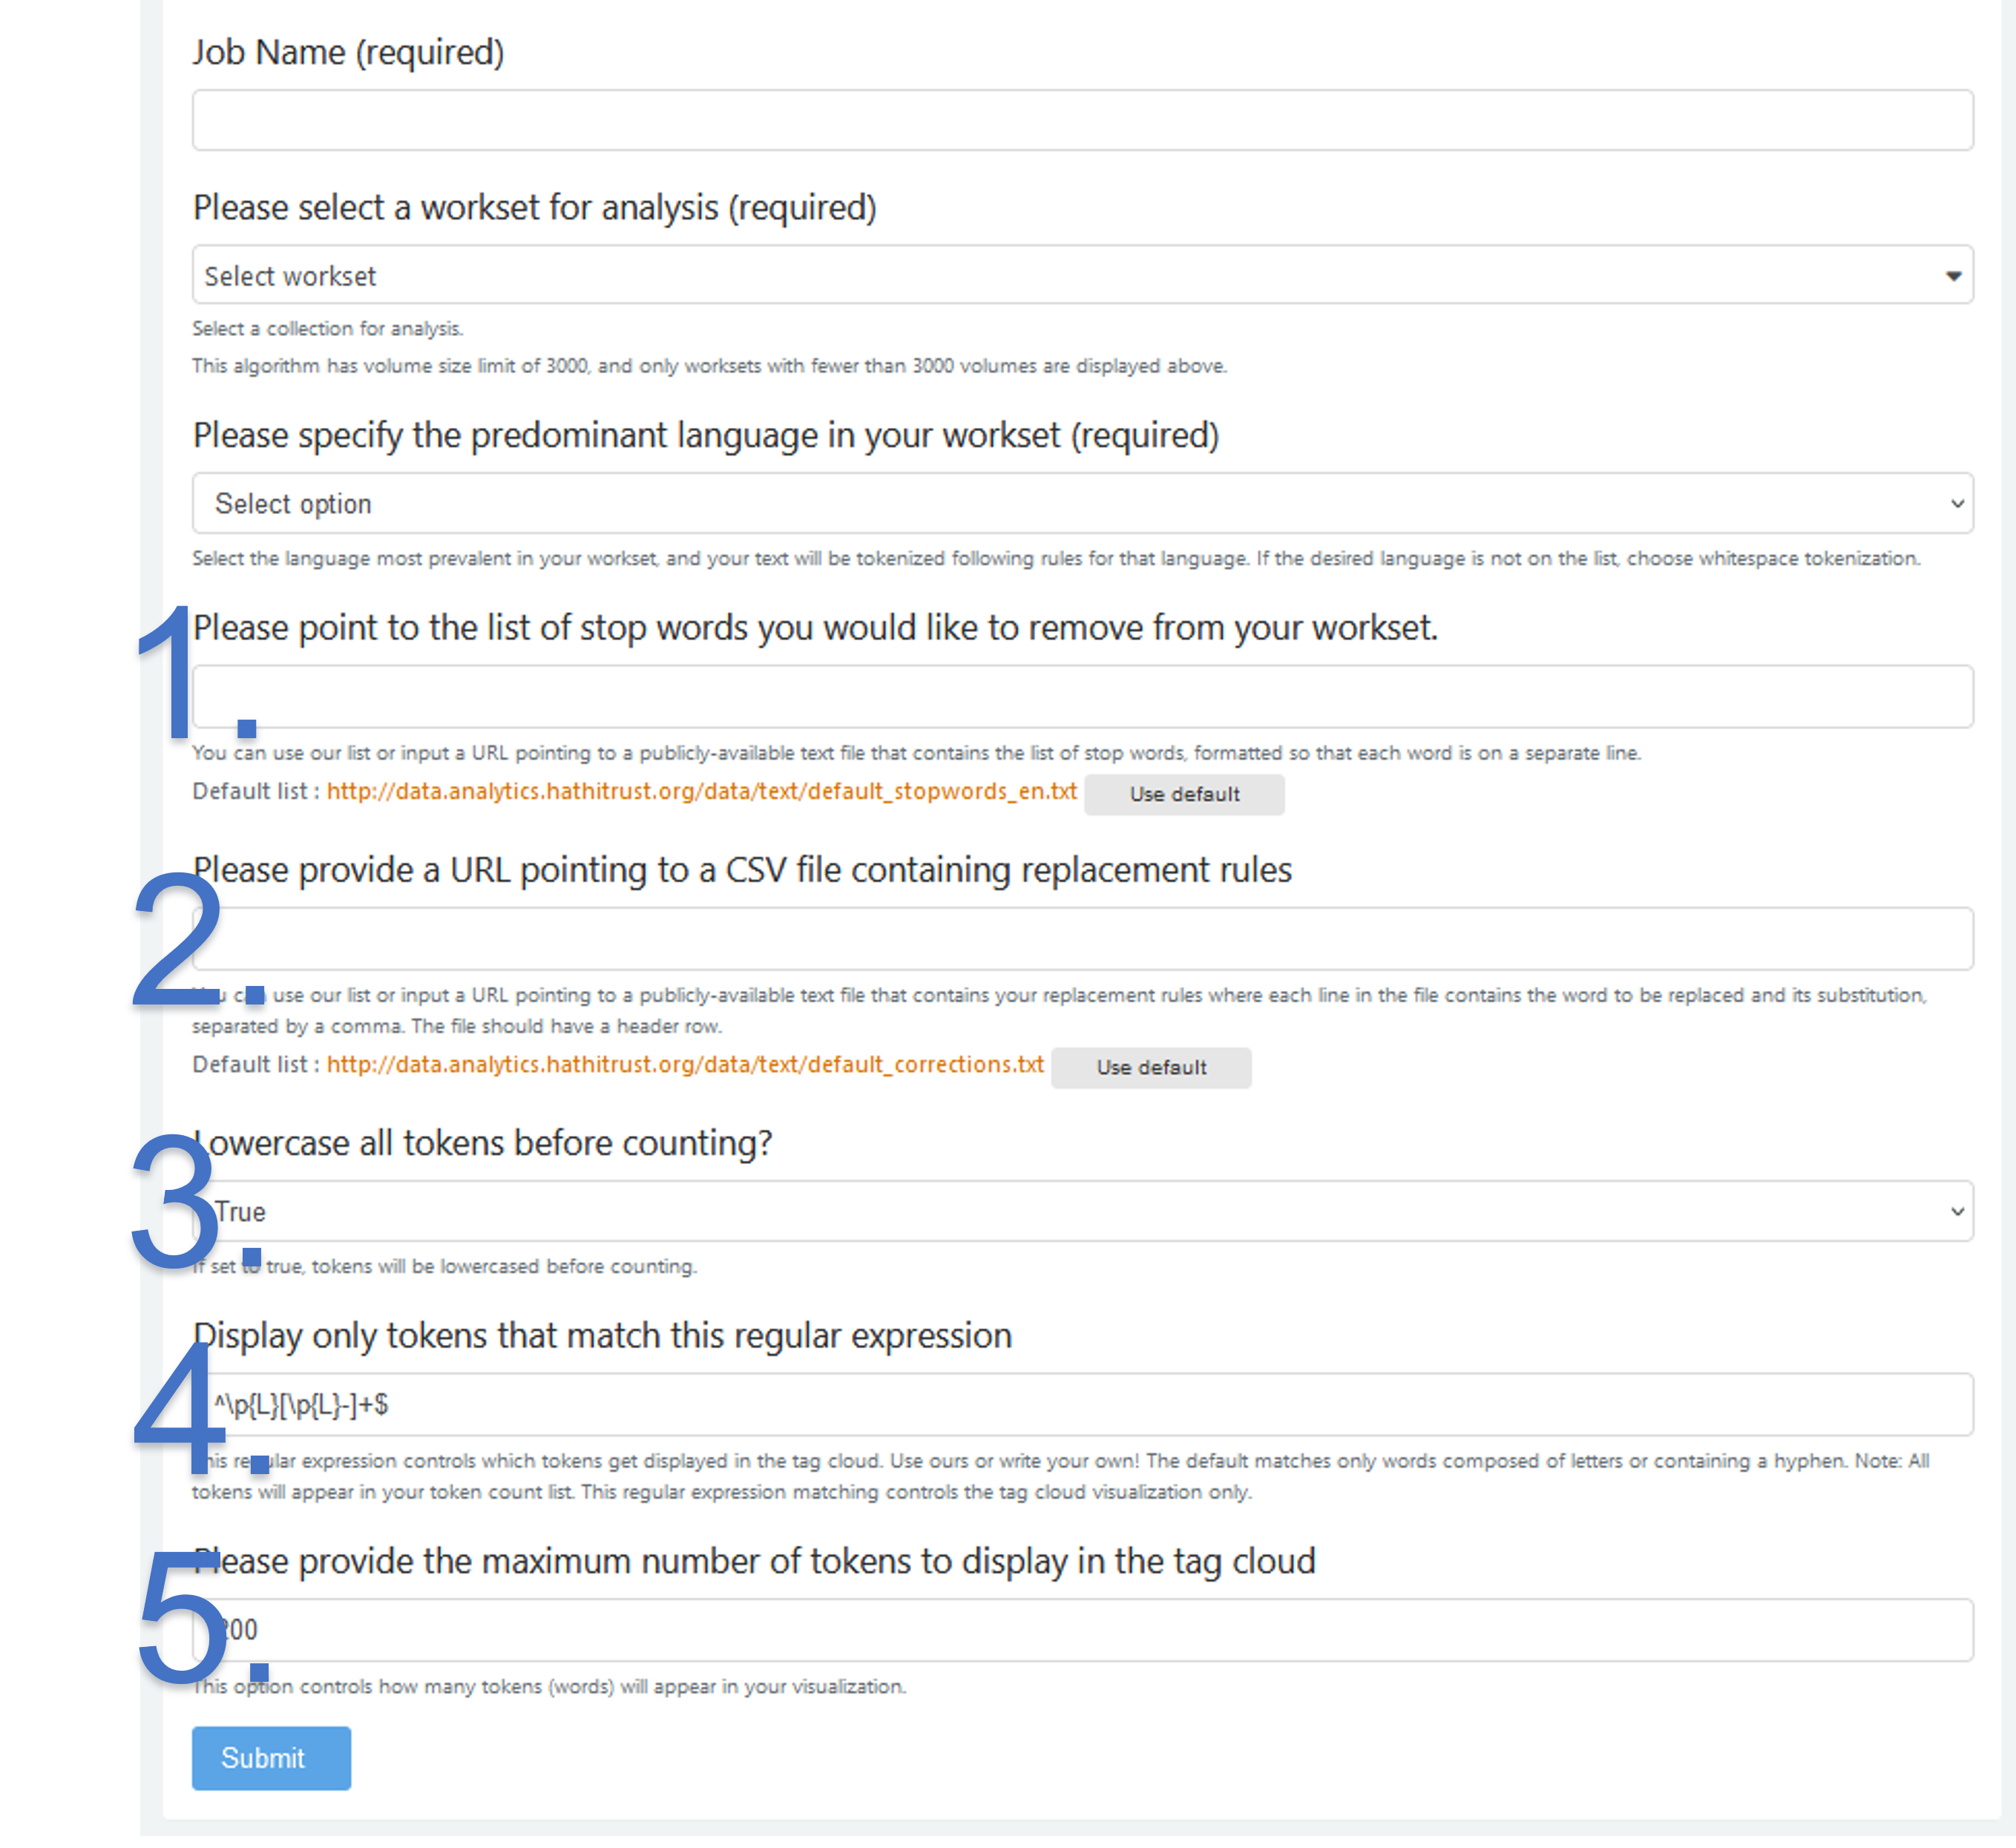 Job Name (required)
Please select a workset for analysis (required)
Select workset
Select a collection for analysis.
This algorithm has volume size limit of 3000, and only worksets with fewer than 3000 volumes are displayed above.
Please specify the predominant language in your workset (required)
Select option
Select the language most prevalent in your workset, and your text will be tokenized following rules for that language. If the desired language is not on the list, choose whitespace tokenization.
1.
Please point to the list of stop words you would like to remove from your workset.
You can use our list or input a URL pointing to a publicly-available text file that contains the list of stop words, formatted so that each word is on a separate line.
Default list : http://data.analytics.hathitrust.org/data/text/default_stopwords_en.txt Use default
2.
Please provide a URL pointing to a CSV file containing replacement rules
You can use our list or input a URL pointing to a publicly-available text file that contains your replacement rules where each line in the file contains the word to be replaced and its substitution,
separated by a comma. The file should have a header row.
Default list : http://data.analytics.hathitrust.org/data/text/default_corrections.txt Use default
3.
Lowercase all tokens before counting?
True
If set to true, tokens will be lowercased before counting.
4.
Display only tokens that match this regular expression
^\p{L}[\p{L}-]+$
This regular expression controls which tokens get displayed in the tag cloud. Use ours or write your own! The default matches only words composed of letters or containing a hyphen. Note: All
tokens will appear in your token count list. This regular expression matching controls the tag cloud visualization only.
5.
Please provide the maximum number of tokens to display in the tag cloud
200
This option controls how many tokens (words) will appear in your visualization.
Submit